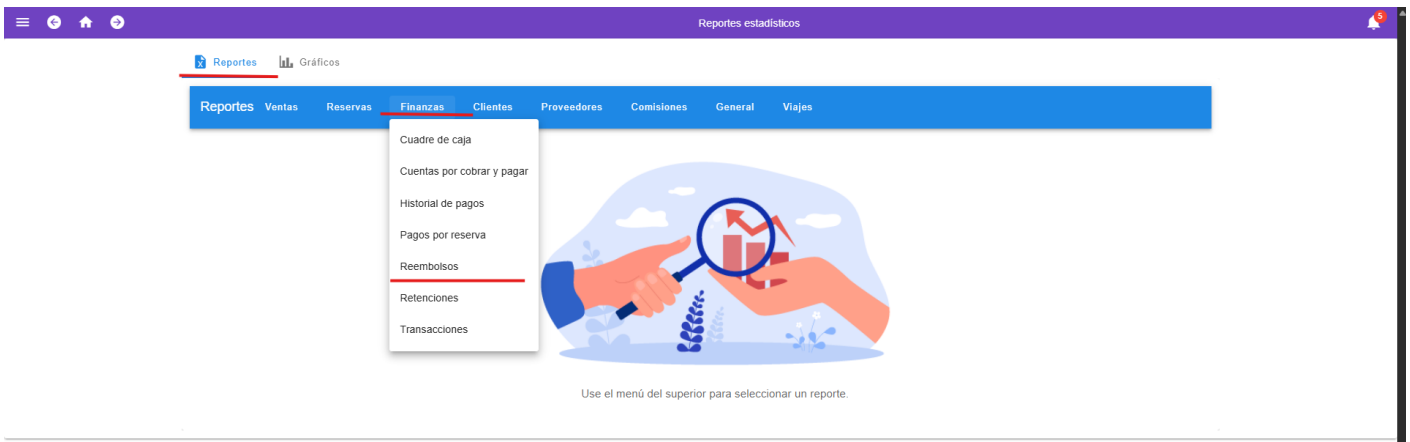 Reportes estadísticos
5
Reportes Gráficos
Reportes Ventas Reservas Finanzas Clientes Proveedores Comisiones General Viajes
Cuadre de caja
Cuentas por cobrar y pagar
Historial de pagos
Pagos por reserva
Reembolsos
Retenciones
Transacciones
Use el menú del superior para seleccionar un reporte.